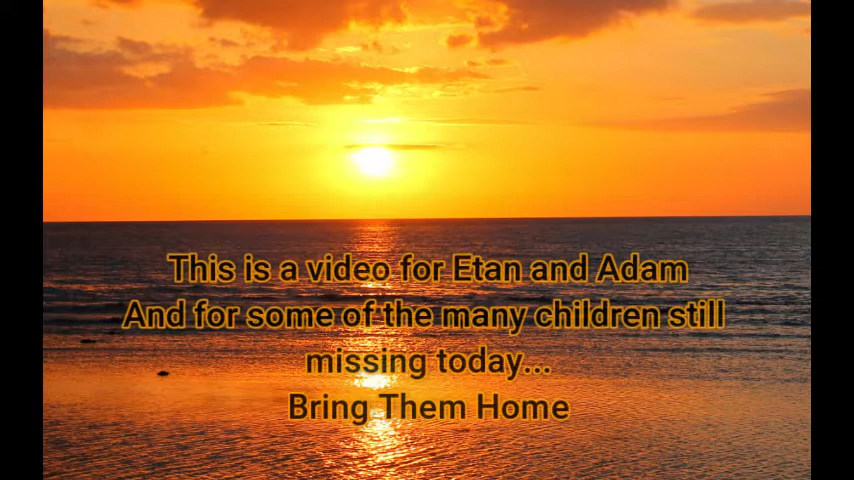 This is a video for Etan and Adam
And for some of the many children still
missing today...
Bring Them Home